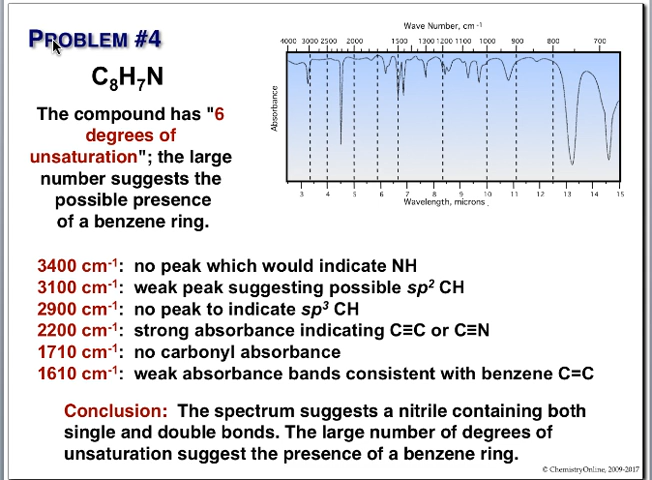 PROBLEM #4
C8H7N
The compound has "6
degrees of
unsaturation"; the large
number suggests the
possible presence
of a benzene ring.
Wave Number, cm -1
4000 3000 2500 2000 1500 1300 1200 1100 1000 900 800 700
Absorbance
3 4 5 6 7 8 9 10 11 12 13 14 15
Wavelength, microns
3400 cm-1: no peak which would indicate NH
3100 cm-1: weak peak suggesting possible sp2 CH
2900 cm-1: no peak to indicate sp3 CH
2200 cm-1: strong absorbance indicating C≡C or C≡N
1710 cm-1: no carbonyl absorbance
1610 cm-1: weak absorbance bands consistent with benzene C=C
Conclusion: The spectrum suggests a nitrile containing both
single and double bonds. The large number of degrees of
unsaturation suggest the presence of a benzene ring.
© ChemistryOnline, 2009-2017